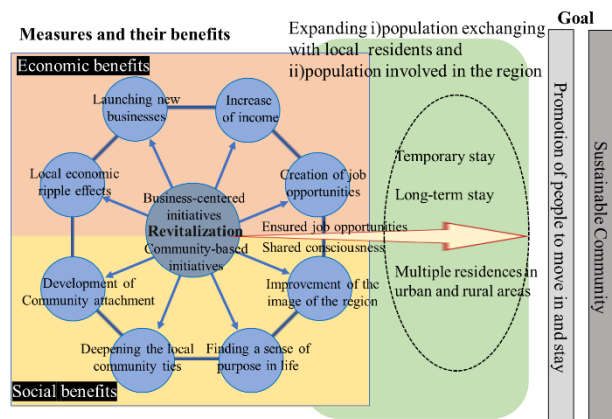 Measures and their benefits
Expanding i)population exchanging
with local residents and
ii)population involved in the region
Goal
Economic benefits
Launching new
businesses
Increase
of income
Local economic
ripple effects
Creation of job
opportunities
Business-centered
initiatives
Revitalization
Community-based
initiatives
Ensured job opportunities
Shared consciousness
Development of
Community attachment
Improvement of the
image of the region
Deepening the local
community ties
Finding a sense of
purpose in life
Social benefits
Temporary stay
Long-term stay
Multiple residences in
urban and rural areas
Promotion of people to move in and stay
Sustainable Community